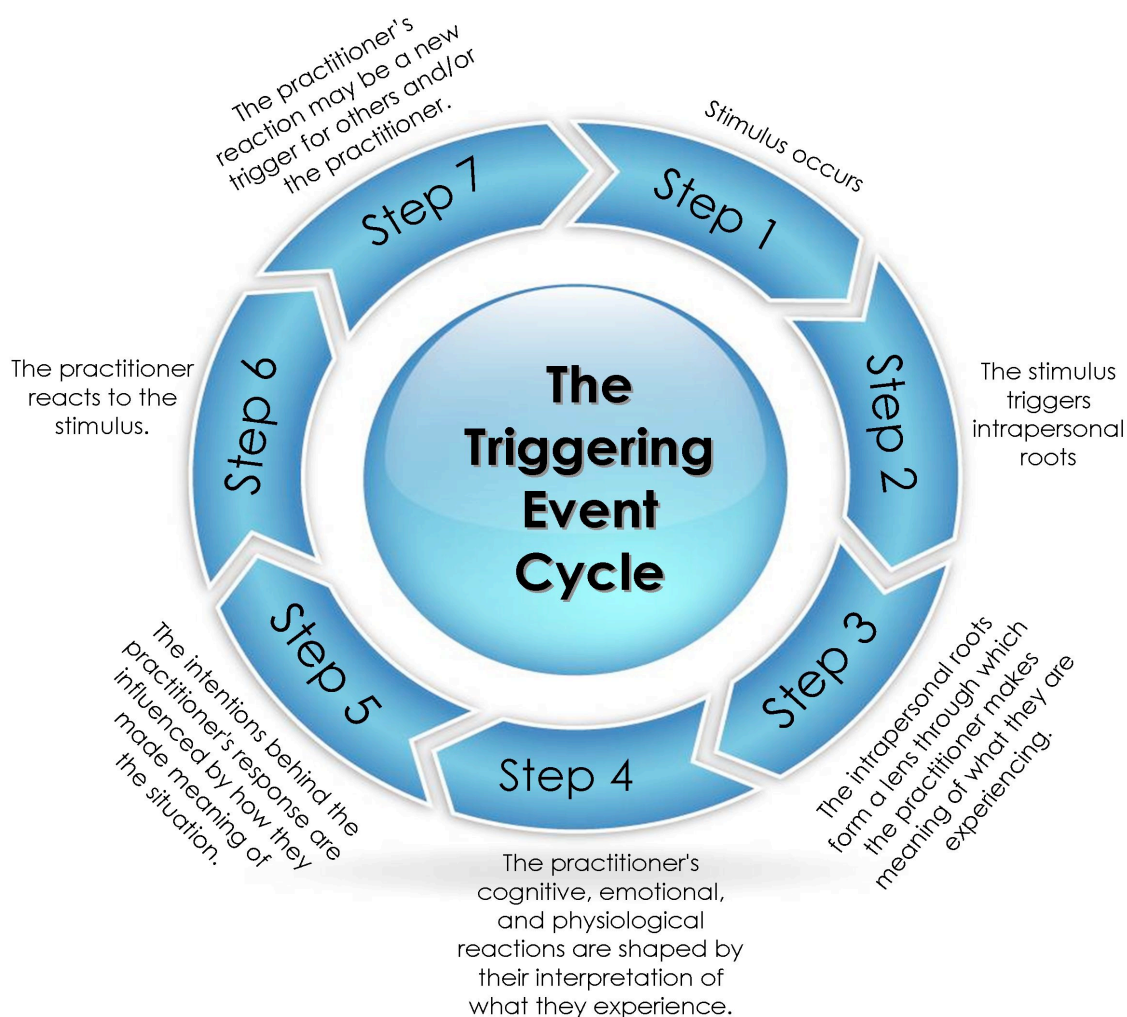 The
Triggering
Event
Cycle
Step 1
Stimulus occurs
Step 2
The stimulus
triggers
intrapersonal
roots
Step 3
The intrapersonal roots
form a lens through which
the practitioner makes
meaning of what they are
experiencing.
Step 4
The practitioner's
cognitive, emotional,
and physiological
reactions are shaped by
their interpretation of
what they experience.
Step 5
The intentions behind the
practitioner's response are
influenced by how they
made meaning of
the situation.
Step 6
The practitioner
reacts to the
stimulus.
Step 7
The practitioner's
reaction may be a new
trigger for others and/or
the practitioner.